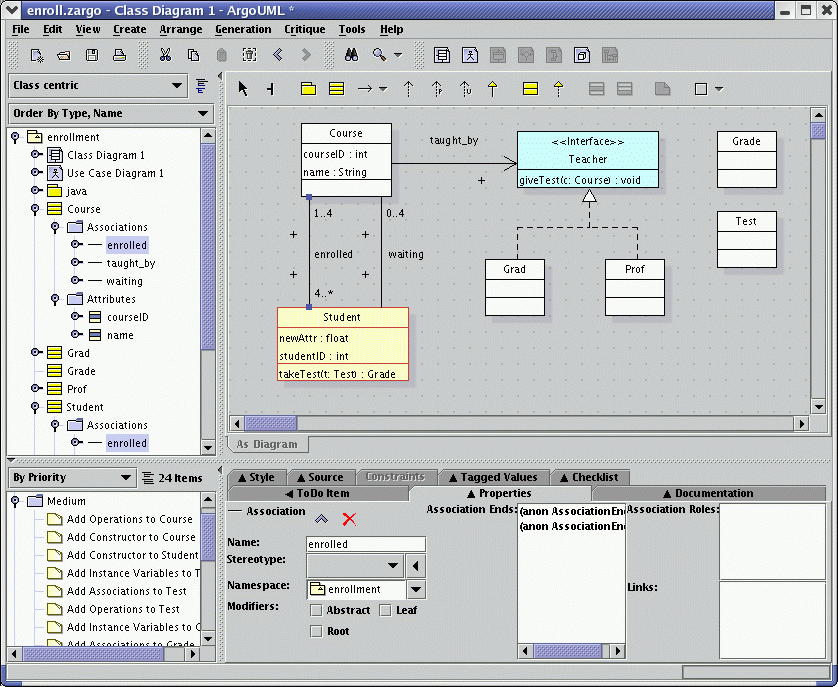 enroll.zargo - Class Diagram 1 - ArgoUML *
File Edit View Create Arrange Generation Critique Tools Help
Class centric
Order By Type, Name
enrollment
Class Diagram 1
Use Case Diagram 1
java
Course
Associations
enrolled
taught_by
waiting
Attributes
courseID
name
Grad
Grade
Prof
Student
Associations
enrolled
P U
Course
courseID : int
name : String
taught_by
+
<<Interface>>
Teacher
giveTest(c: Course) : void
Grade
Test
1..4 0..4
+ +
enrolled waiting
+ +
4..*
Grad Prof
Student
newAttr : float
studentID : int
takeTest(t: Test) : Grade
As Diagram
By Priority 24 Items
Medium
Add Operations to Course
Add Constructor to Course
Add Constructor to Student
Add Instance Variables to T
Add Associations to Test
Add Operations to Test
Add Instance Variables to G
Add Associations to Grade
Style Source Constraints Tagged Values Checklist
ToDo Item Properties Documentation
Association
Name: enrolled
Stereotype:
Namespace: enrollment
Modifiers: Abstract Leaf
Root
Association Ends: (anon AssociationEn
(anon AssociationEn
Association Roles:
Links: